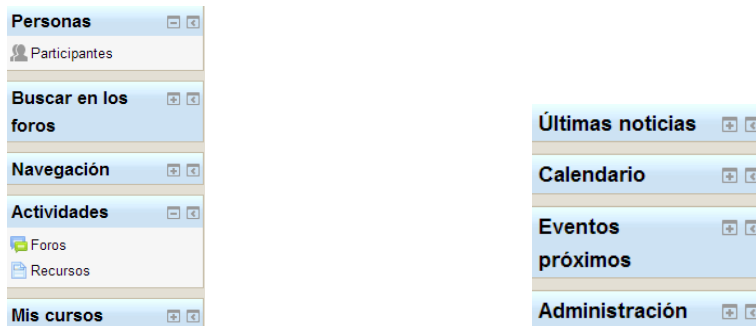 Personas
Participantes
Buscar en los
foros
Navegación
Actividades
Foros
Recursos
Mis cursos
Últimas noticias
Calendario
Eventos
próximos
Administración